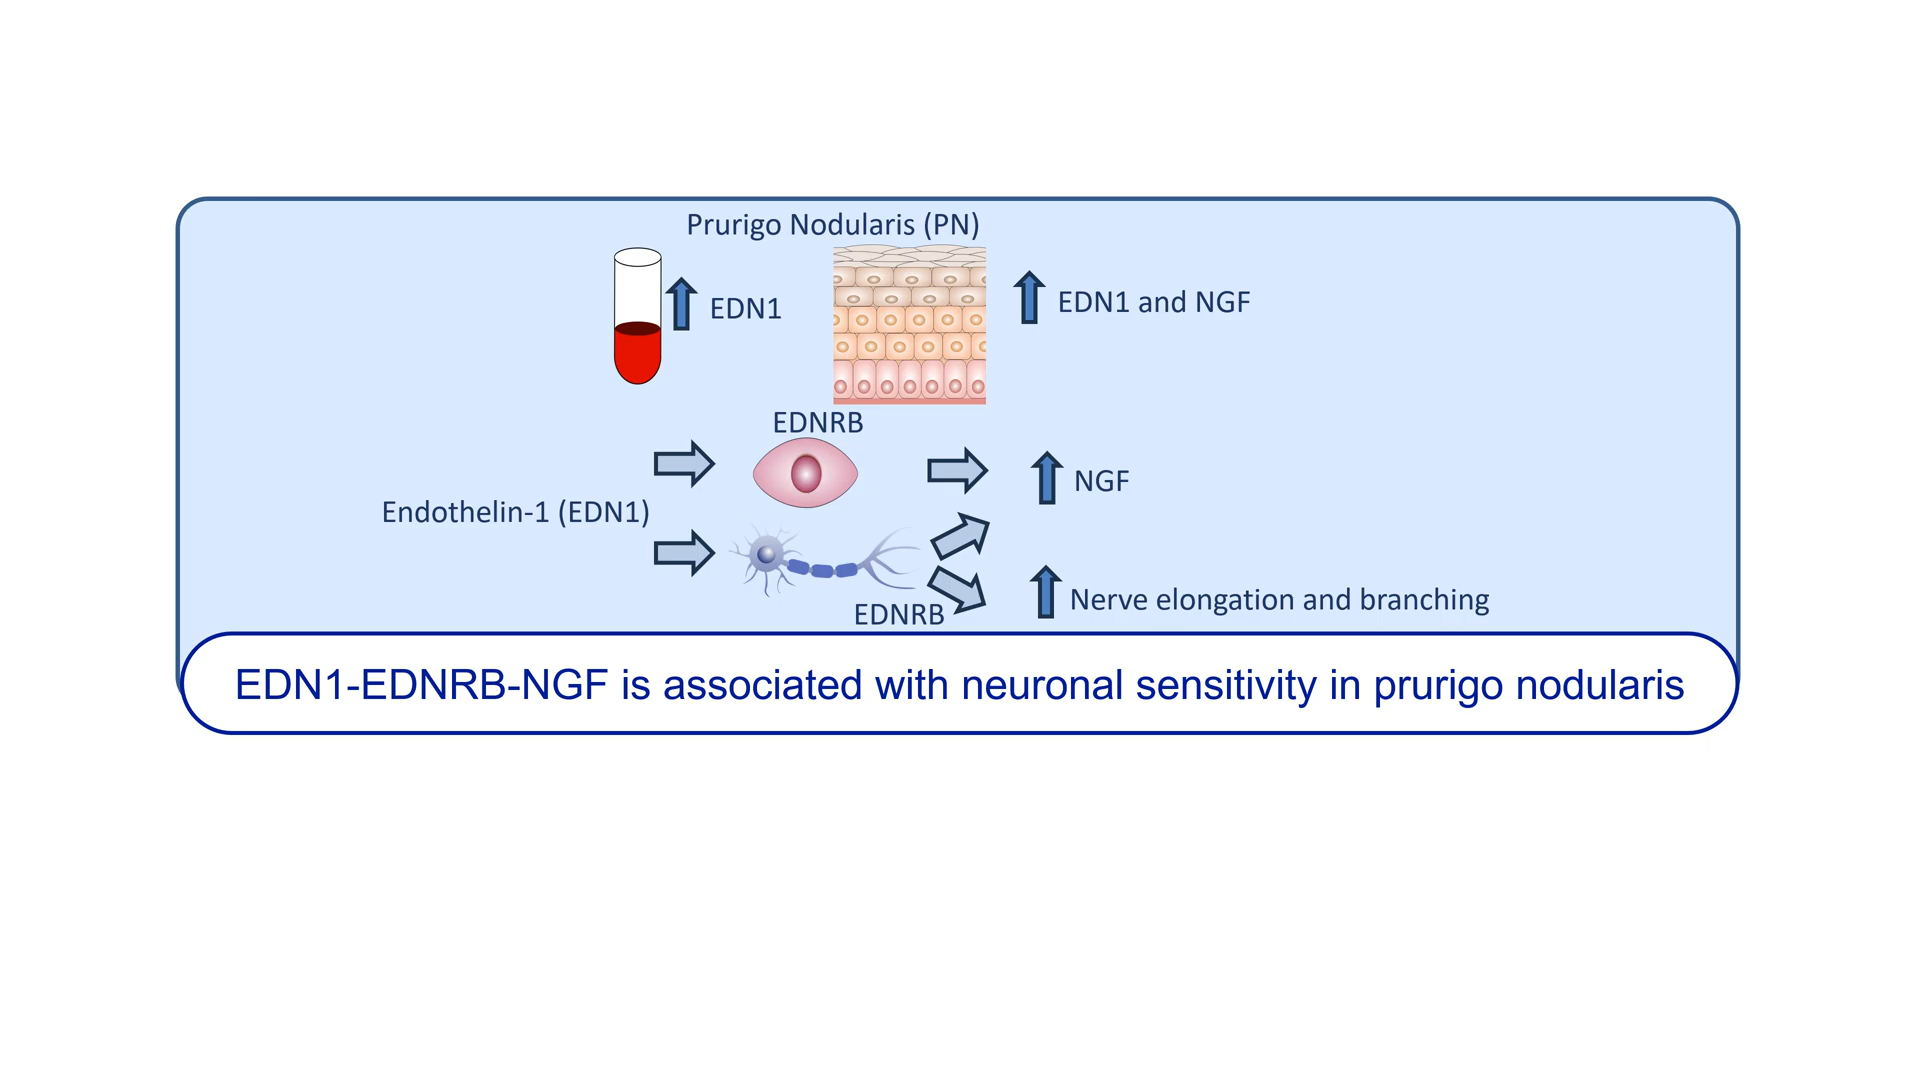 Prurigo Nodularis (PN)
EDN1
EDN1 and NGF
EDNRB
NGF
Endothelin-1 (EDN1)
Nerve elongation and branching
EDNRB
EDN1-EDNRB-NGF is associated with neuronal sensitivity in prurigo nodularis